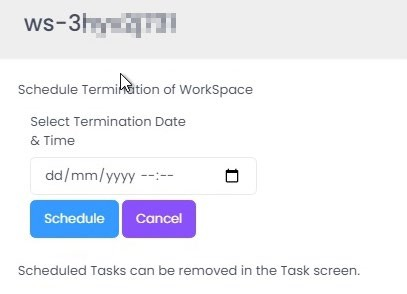 ws-3
Schedule Termination of WorkSpace
Select Termination Date
& Time
dd/mm/yyyy --:--
Schedule Cancel
Scheduled Tasks can be removed in the Task screen.